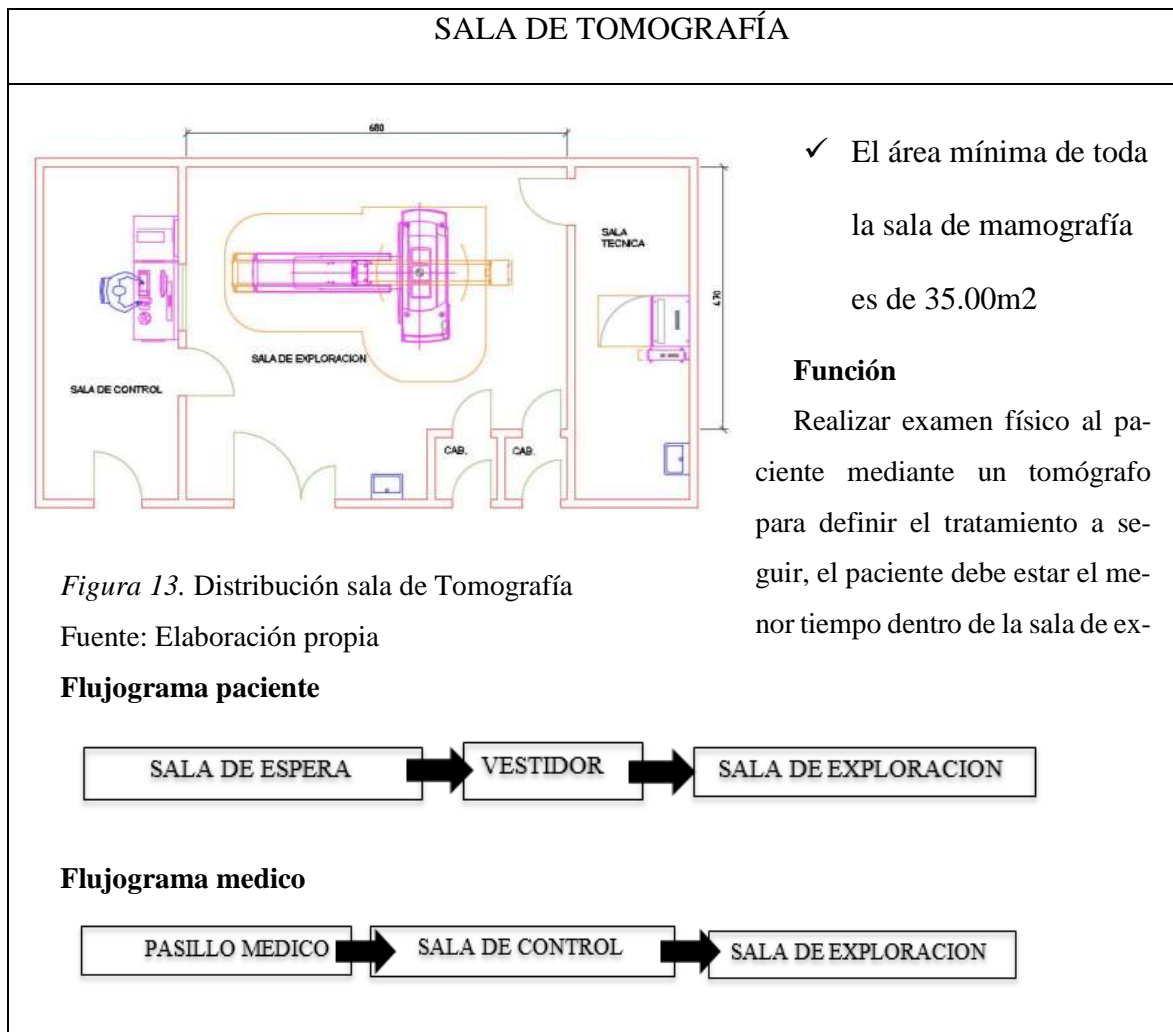 SALA DE TOMOGRAFÍA
680
SALA
TECNICA
470
SALA DE EXPLORACION
SALA DE CONTROL
CAB.
CAB.
✓ El área mínima de toda
la sala de mamografía
es de 35.00m2
Función
Realizar examen físico al pa-
ciente mediante un tomógrafo
para definir el tratamiento a se-
guir, el paciente debe estar el me-
nor tiempo dentro de la sala de ex-
Figura 13. Distribución sala de Tomografía
Fuente: Elaboración propia
Flujograma paciente
SALA DE ESPERA
VESTIDOR
SALA DE EXPLORACION
Flujograma medico
PASILLO MEDICO
SALA DE CONTROL
SALA DE EXPLORACION